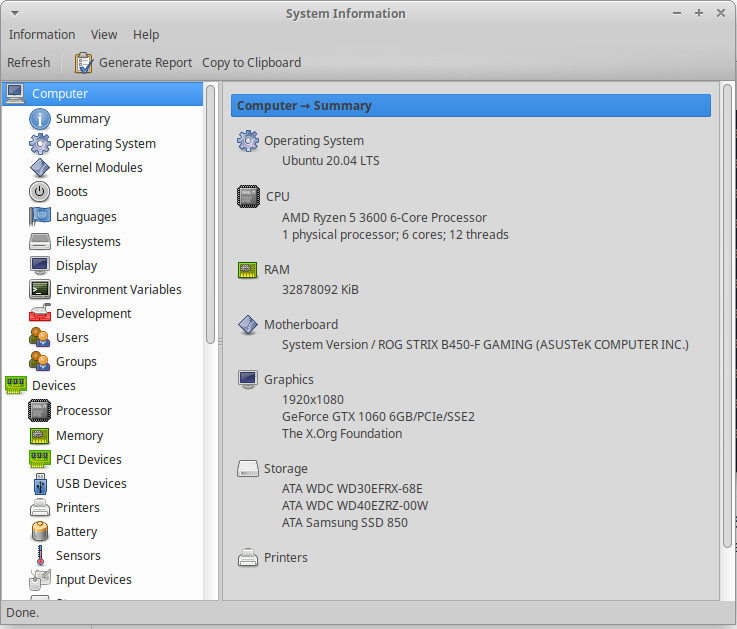 System Information
Information View Help
Refresh Generate Report Copy to Clipboard
Computer
Summary
Operating System
Kernel Modules
Boots
Languages
Filesystems
Display
Environment Variables
Development
Users
Groups
Devices
Processor
Memory
PCI Devices
USB Devices
Printers
Battery
Sensors
Input Devices
Computer → Summary
Operating System
Ubuntu 20.04 LTS
CPU
AMD Ryzen 5 3600 6-Core Processor
1 physical processor; 6 cores; 12 threads
RAM
32878092 KiB
Motherboard
System Version / ROG STRIX B450-F GAMING (ASUSTeK COMPUTER INC.)
Graphics
1920x1080
GeForce GTX 1060 6GB/PCIe/SSE2
The X.Org Foundation
Storage
ATA WDC WD30EFRX-68E
ATA WDC WD40EZRZ-00W
ATA Samsung SSD 850
Printers
Done.